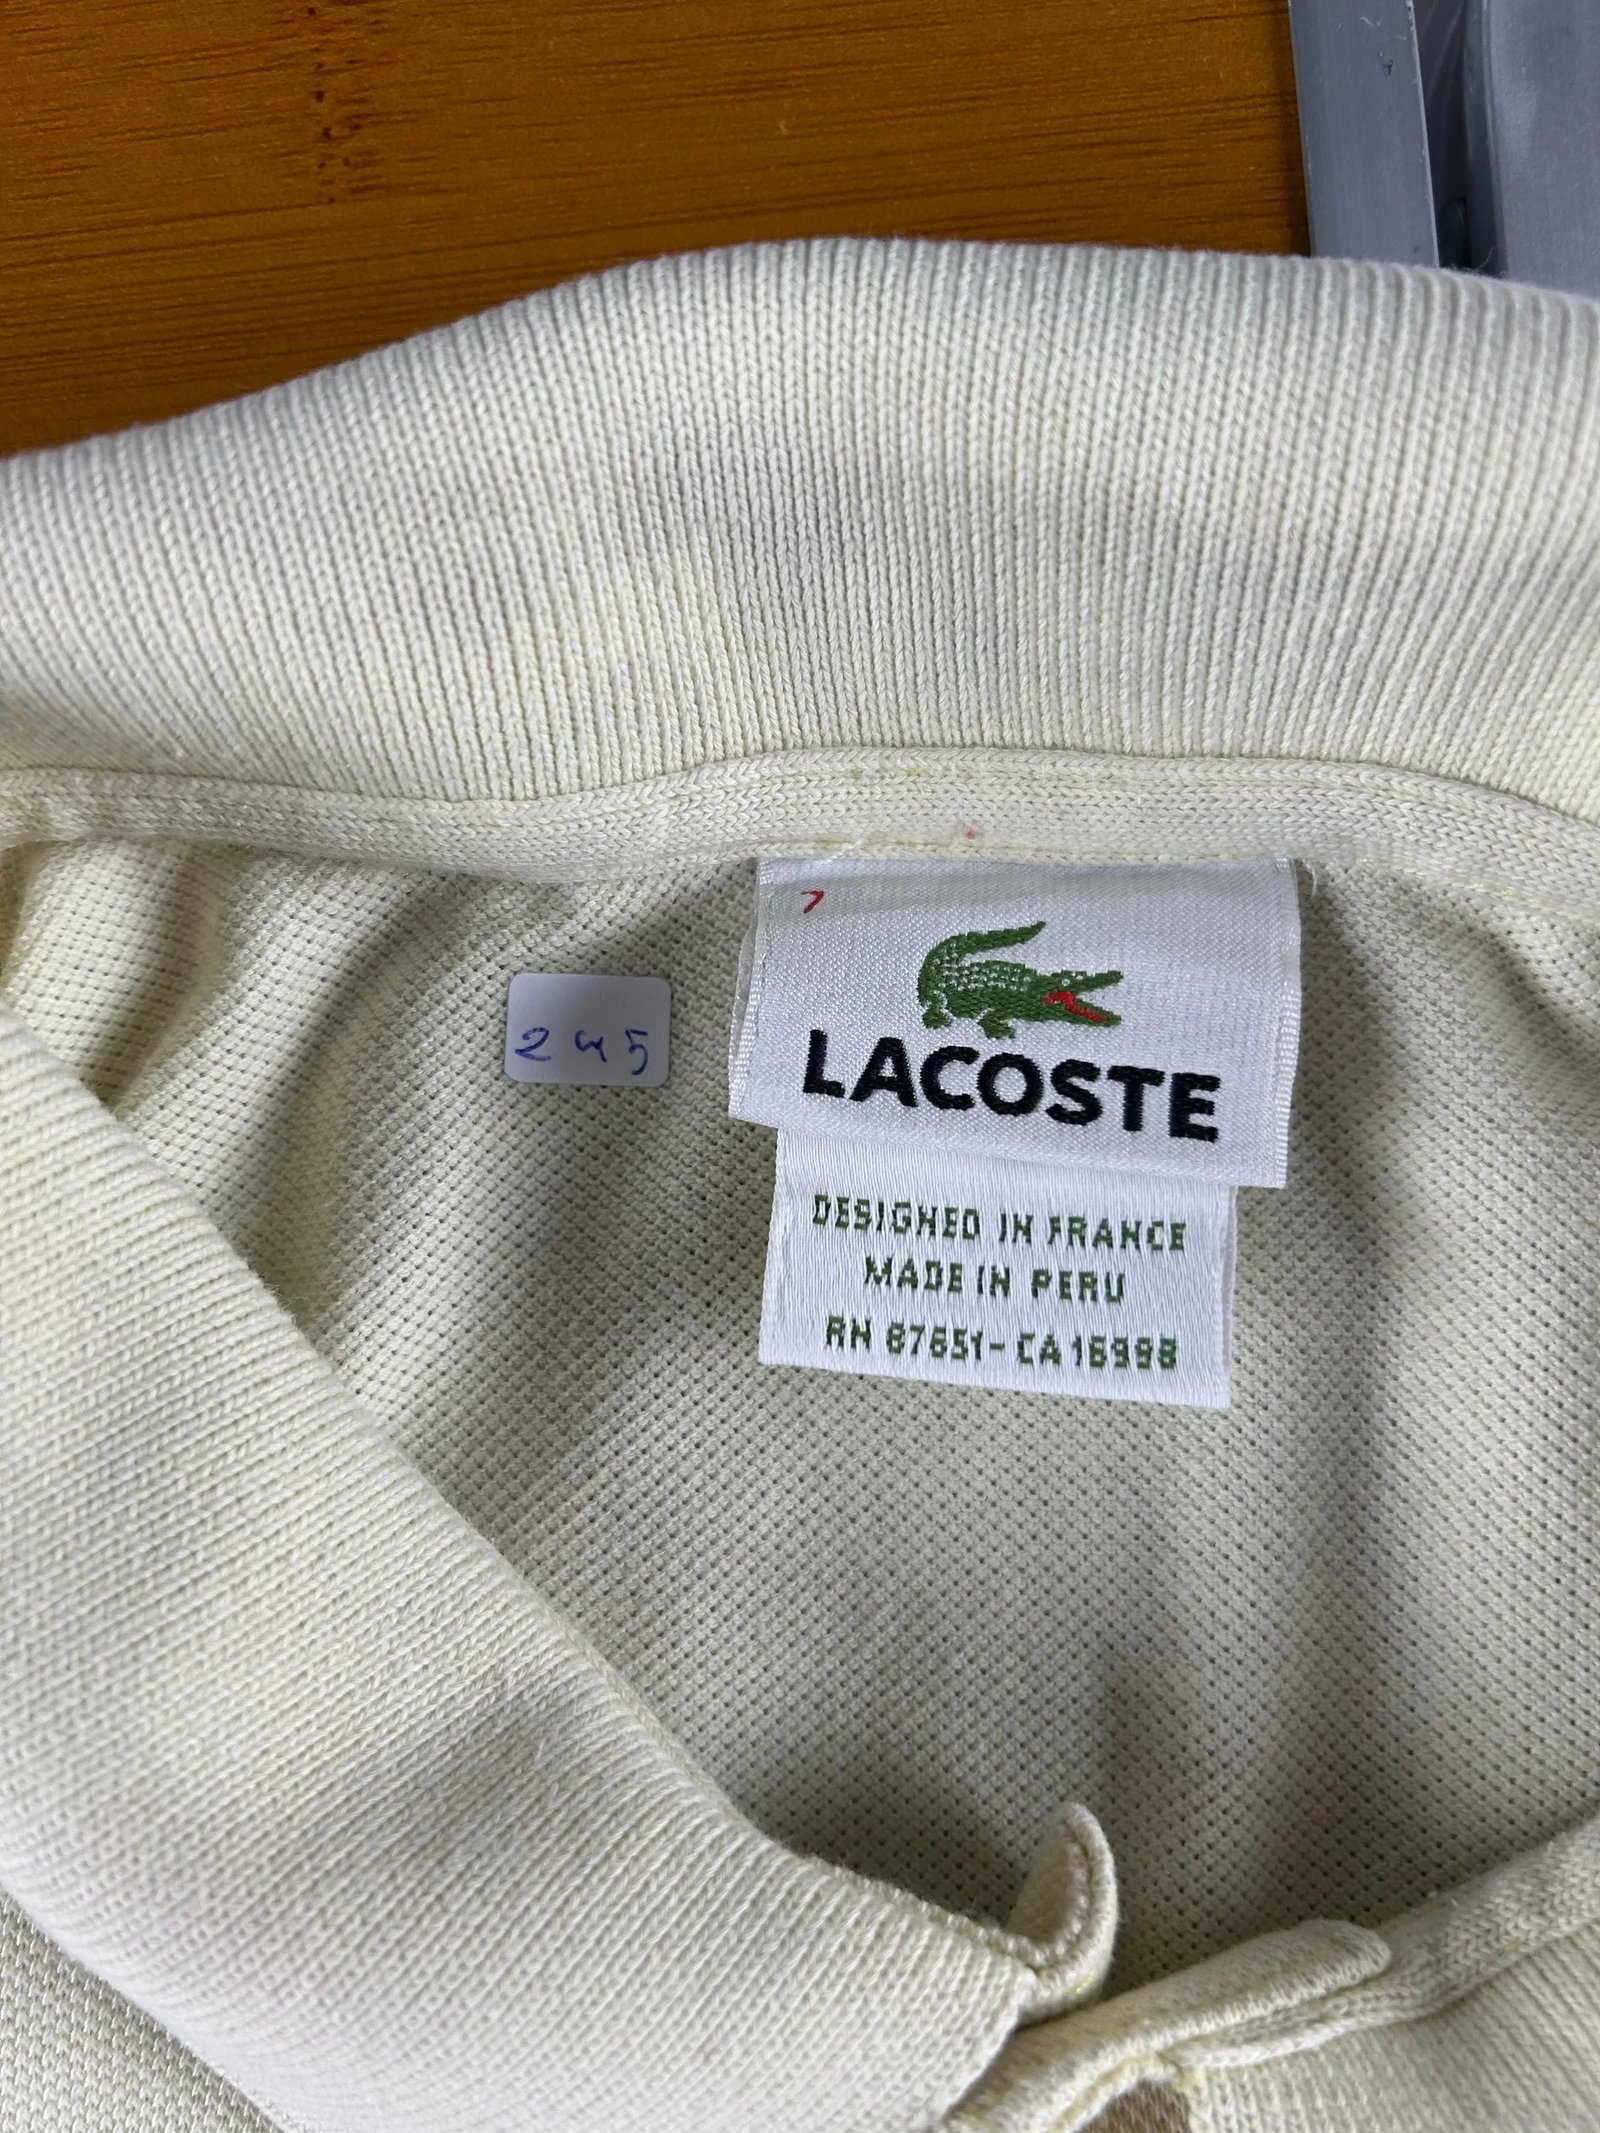 7
LACOSTE
245
DESIGNED IN FRANCE
MADE IN PERU
RN 87651-CA 16998